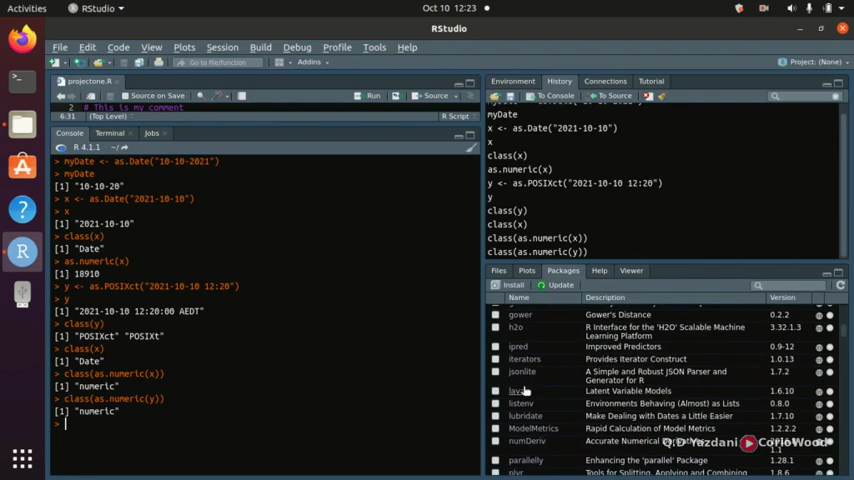 Activities RStudio Oct 10 12:23
RStudio
File Edit Code View Plots Session Build Debug Profile Tools Help
Go to file/function Addins Project: (None)
projectone.R
Source on Save Run Source
2 # This is my comment
6:31 (Top Level) R Script
Console Terminal Jobs
R 4.1.1 · ~/
> myDate <- as.Date("10-10-2021")
> myDate
[1] "10-10-20"
> x <- as.Date("2021-10-10")
> x
[1] "2021-10-10"
> class(x)
[1] "Date"
> as.numeric(x)
[1] 18910
> y <- as.POSIXct("2021-10-10 12:20")
> y
[1] "2021-10-10 12:20:00 AEDT"
> class(y)
[1] "POSIXct" "POSIXt"
> class(x)
[1] "Date"
> class(as.numeric(x))
[1] "numeric"
> class(as.numeric(y))
[1] "numeric"
>
Environment History Connections Tutorial
To Console To Source
myDate
x <- as.Date("2021-10-10")
x
class(x)
as.numeric(x)
y <- as.POSIXct("2021-10-10 12:20")
y
class(y)
class(x)
class(as.numeric(x))
class(as.numeric(y))
Files Plots Packages Help Viewer
Install Update
Name Description Version
gower Gower's Distance 0.2.2
h2o R Interface for the 'H2O' Scalable Machine 3.32.1.3
Learning Platform
ipred Improved Predictors 0.9-12
iterators Provides Iterator Construct 1.0.13
jsonlite A Simple and Robust JSON Parser and 1.7.2
Generator for R
lava Latent Variable Models 1.6.10
listenv Environments Behaving (Almost) as Lists 0.8.0
lubridate Make Dealing with Dates a Little Easier 1.7.10
ModelMetrics Rapid Calculation of Model Metrics 1.2.2.2
numDeriv Accurate Numerical
1.1
Q.D Yazdani CorioWood
parallelly Enhancing the 'parallel' Package 1.28.1
plyr Tools for Splitting, Applying and Combining 1.8.6